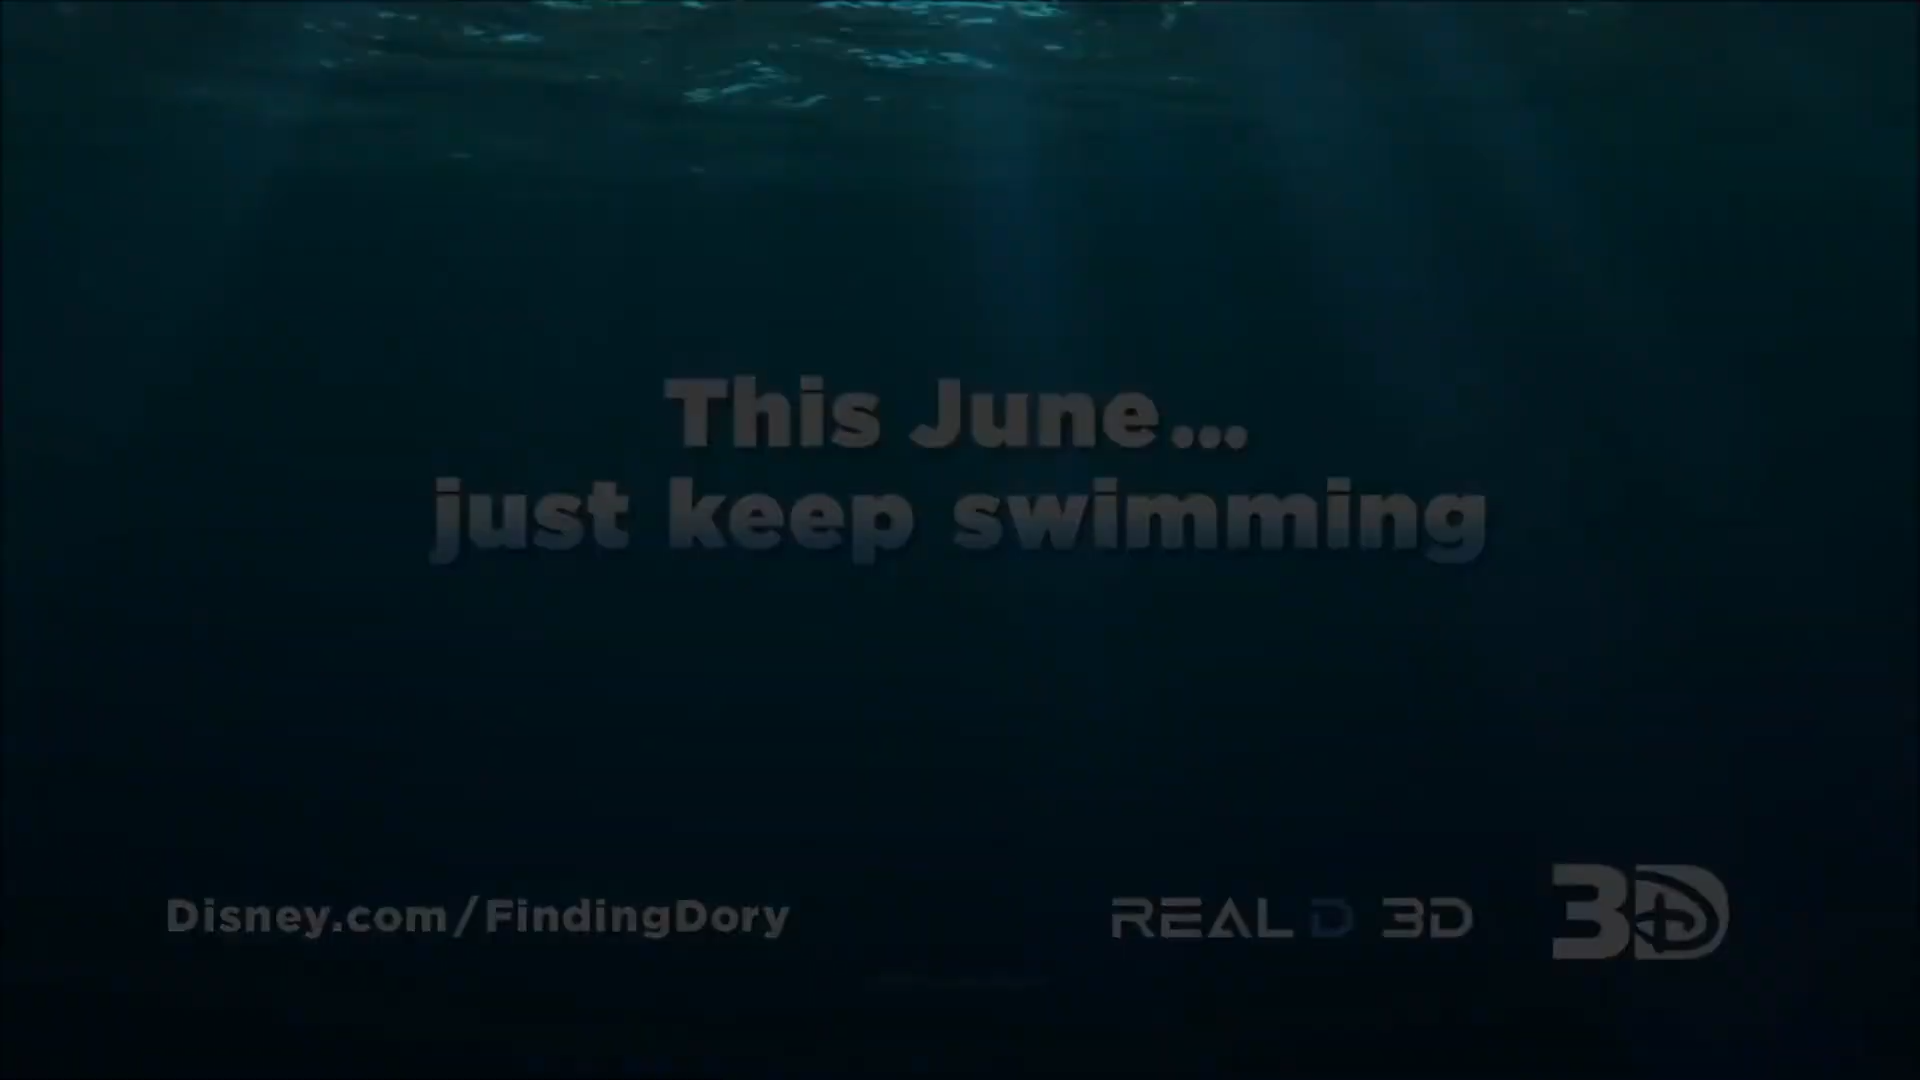 This June...
just keep swimming
Disney.com/FindingDory
REAL D 3D
3D